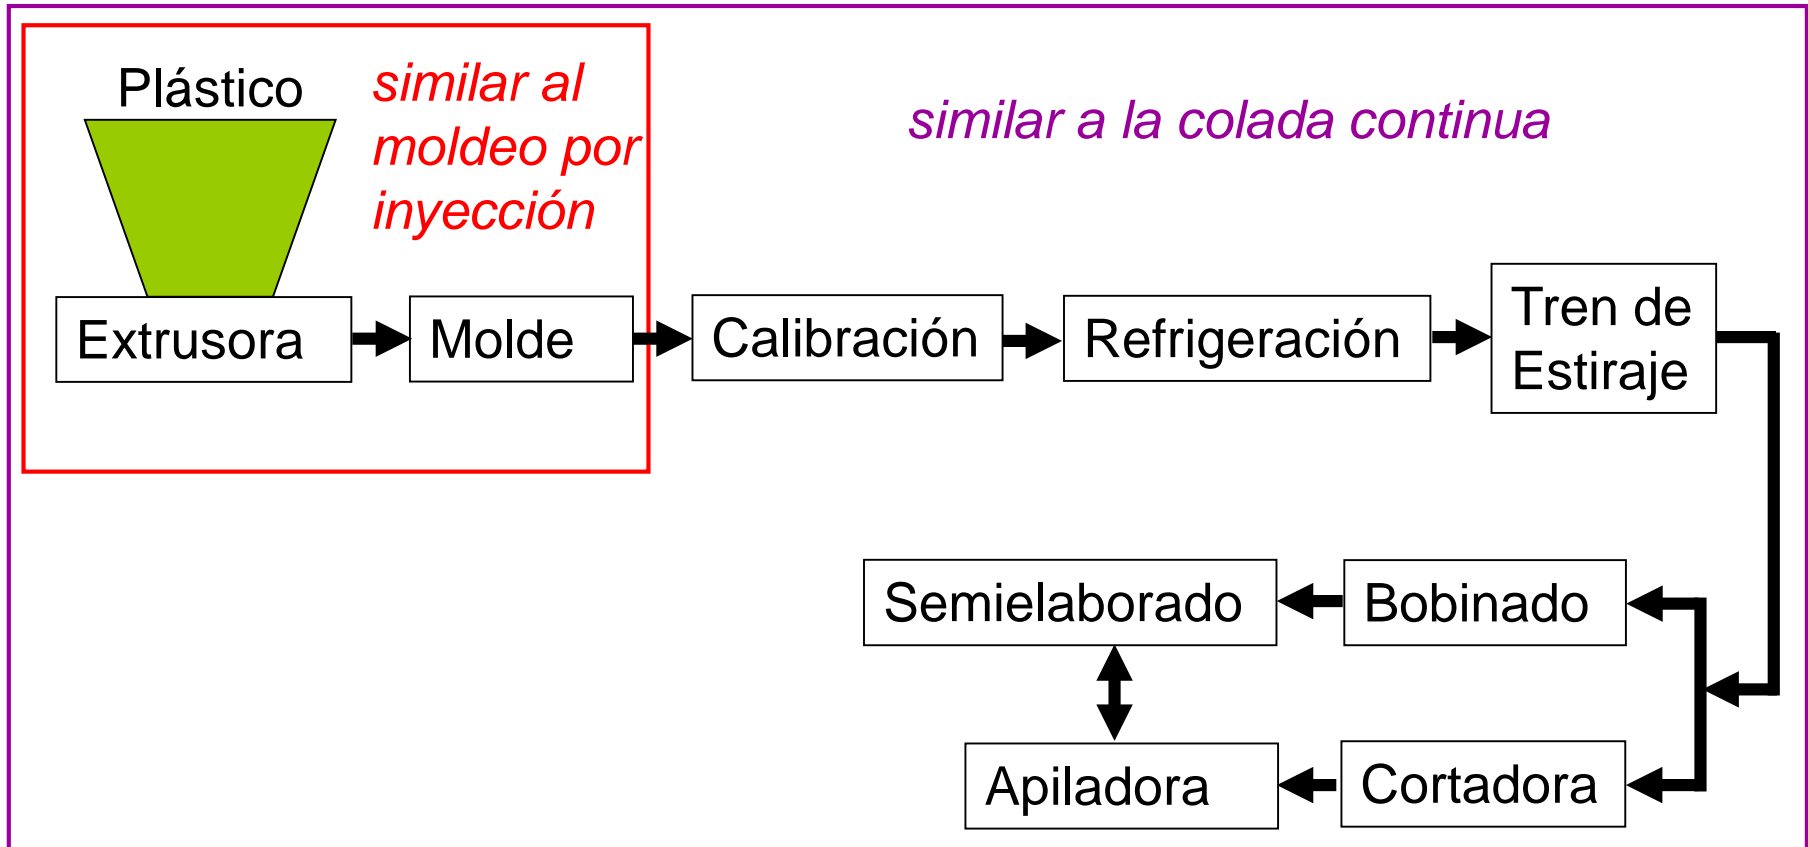 Plástico
similar al
moldeo por
inyección
similar a la colada continua
Extrusora
Molde
Calibración
Refrigeración
Tren de
Estiraje
Semielaborado
Bobinado
Apiladora
Cortadora